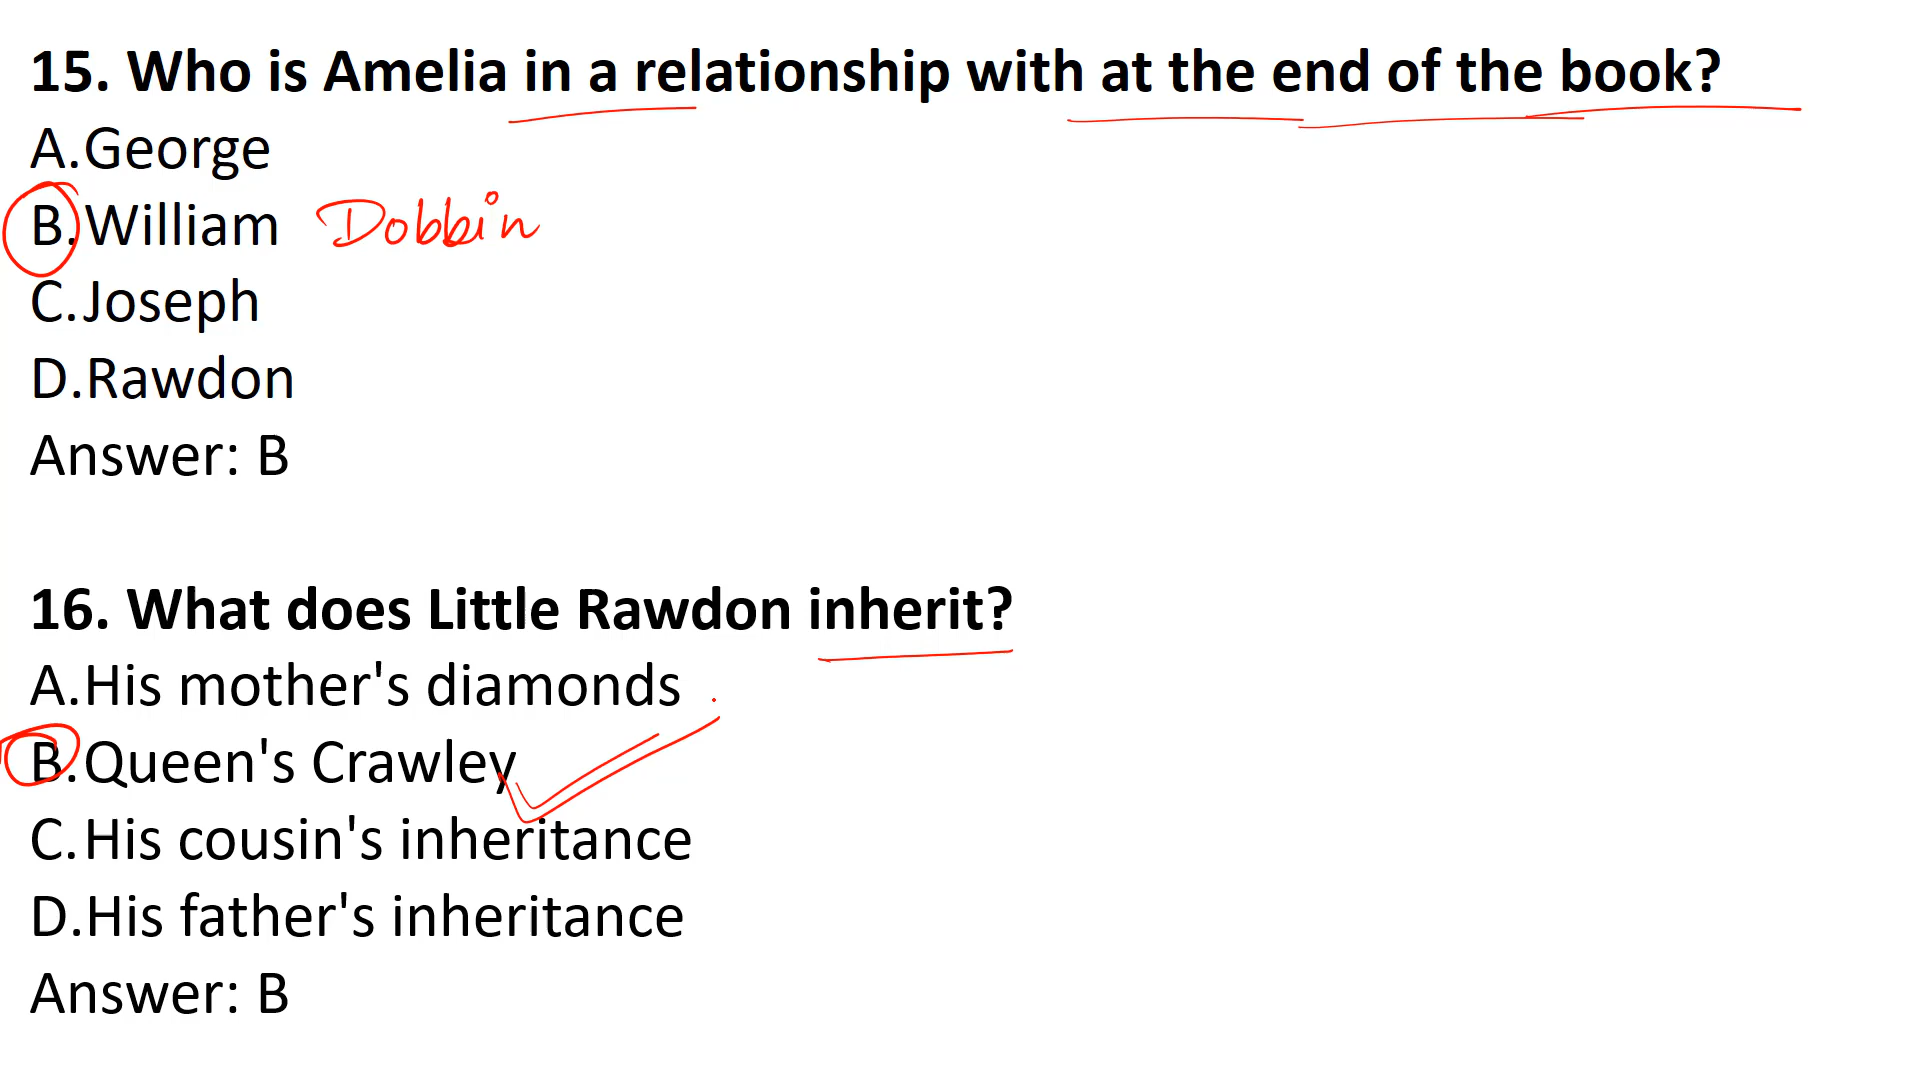 15. Who is Amelia in a relationship with at the end of the book?
A.George
B.William Dobbin
C.Joseph
D.Rawdon
Answer: B
16. What does Little Rawdon inherit?
A.His mother's diamonds
B.Queen's Crawley
C.His cousin's inheritance
D.His father's inheritance
Answer: B